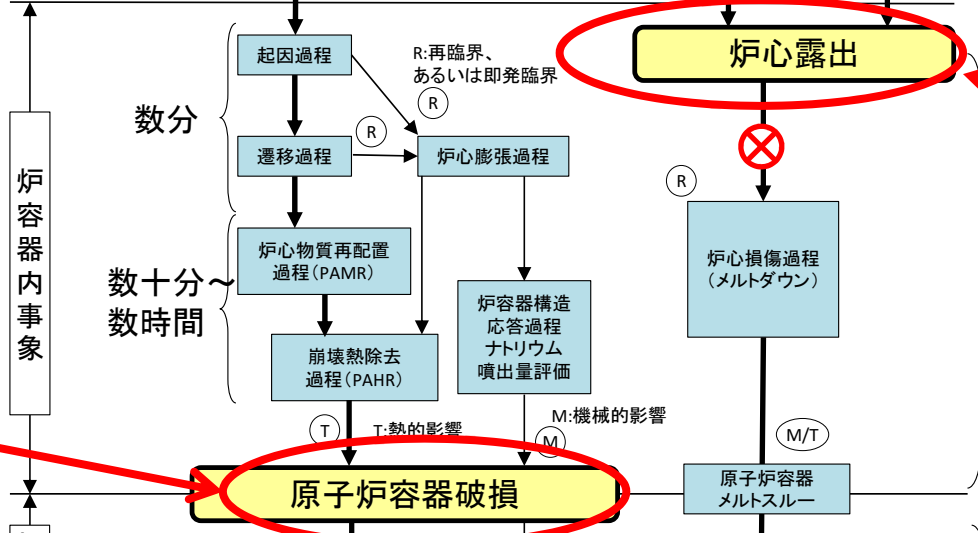 起因過程
R:再臨界、
あるいは即発臨界
R
炉心露出
数分
R
遷移過程
炉心膨張過程
R
炉容器内事象
炉心物質再配置
過程(PAMR)
数十分～
数時間
炉心損傷過程
(メルトダウン)
炉容器構造
応答過程
ナトリウム
噴出量評価
崩壊熱除去
過程(PAHR)
T
T:熱的影響
M:機械的影響
M
M/T
原子炉容器破損
原子炉容器
メルトスルー